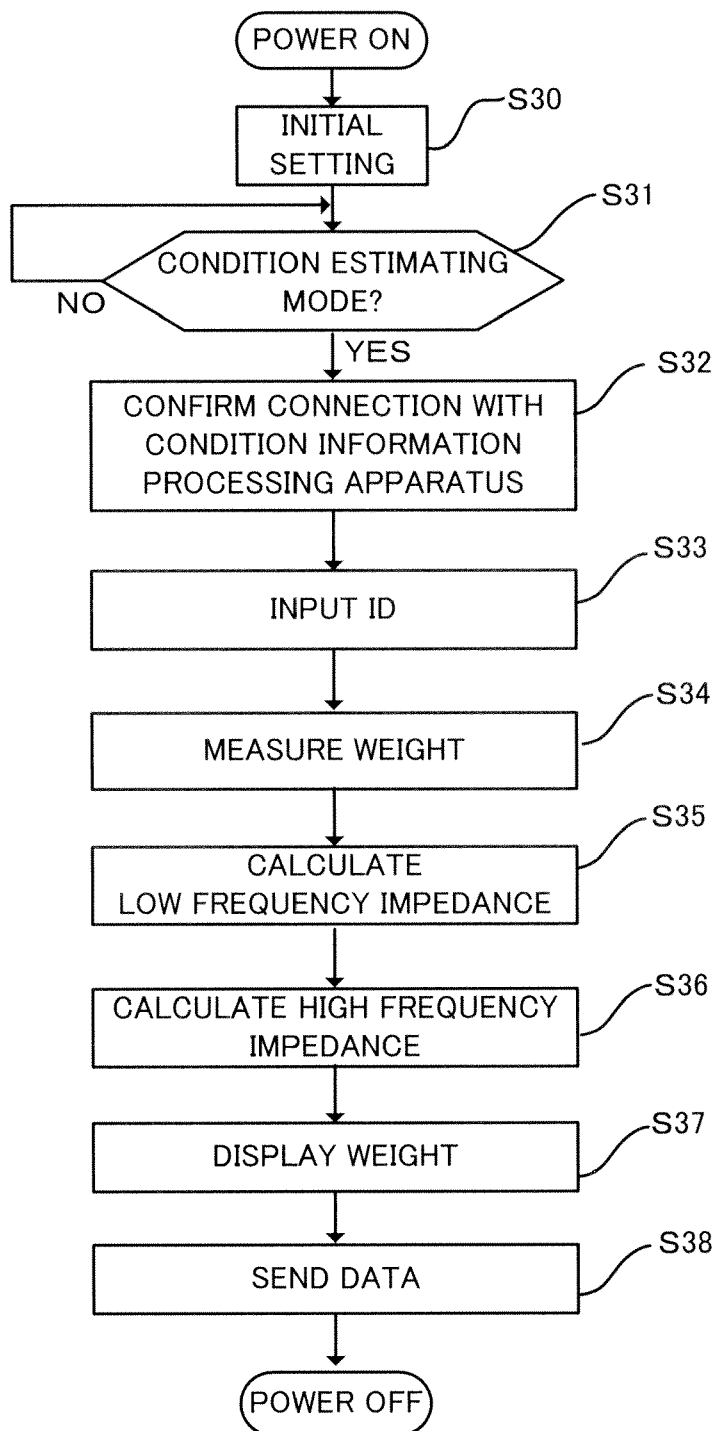 POWER ON
S30
INITIAL
SETTING
S31
CONDITION ESTIMATING
MODE?
NO
YES
S32
CONFIRM CONNECTION WITH
CONDITION INFORMATION
PROCESSING APPARATUS
S33
INPUT ID
S34
MEASURE WEIGHT
S35
CALCULATE
LOW FREQUENCY IMPEDANCE
S36
CALCULATE HIGH FREQUENCY
IMPEDANCE
S37
DISPLAY WEIGHT
S38
SEND DATA
POWER OFF